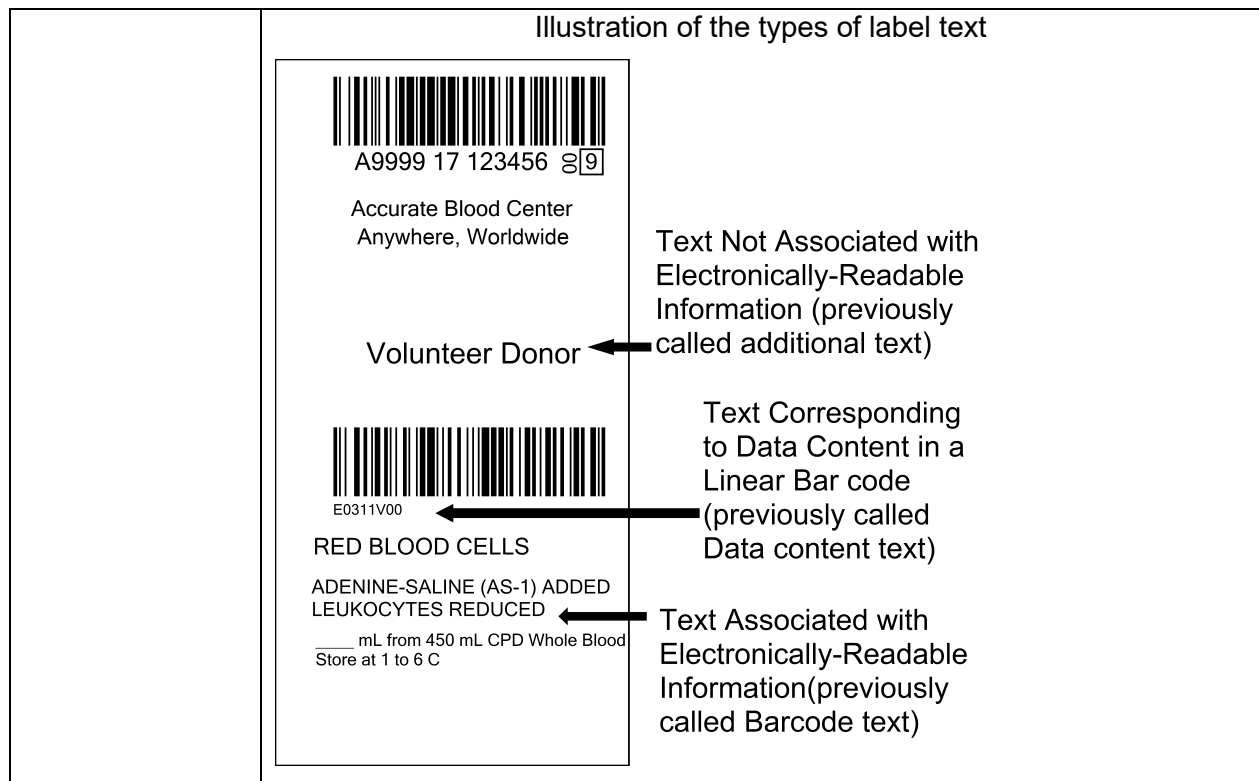 Illustration of the types of label text
A9999 17 123456 00 9
Accurate Blood Center
Anywhere, Worldwide
Volunteer Donor
Text Not Associated with
Electronically-Readable
Information (previously
called additional text)
E0311V00
Text Corresponding
to Data Content in a
Linear Bar code
(previously called
Data content text)
RED BLOOD CELLS
ADENINE-SALINE (AS-1) ADDED
LEUKOCYTES REDUCED
____ mL from 450 mL CPD Whole Blood
Store at 1 to 6 C
Text Associated with
Electronically-Readable
Information(previously
called Barcode text)